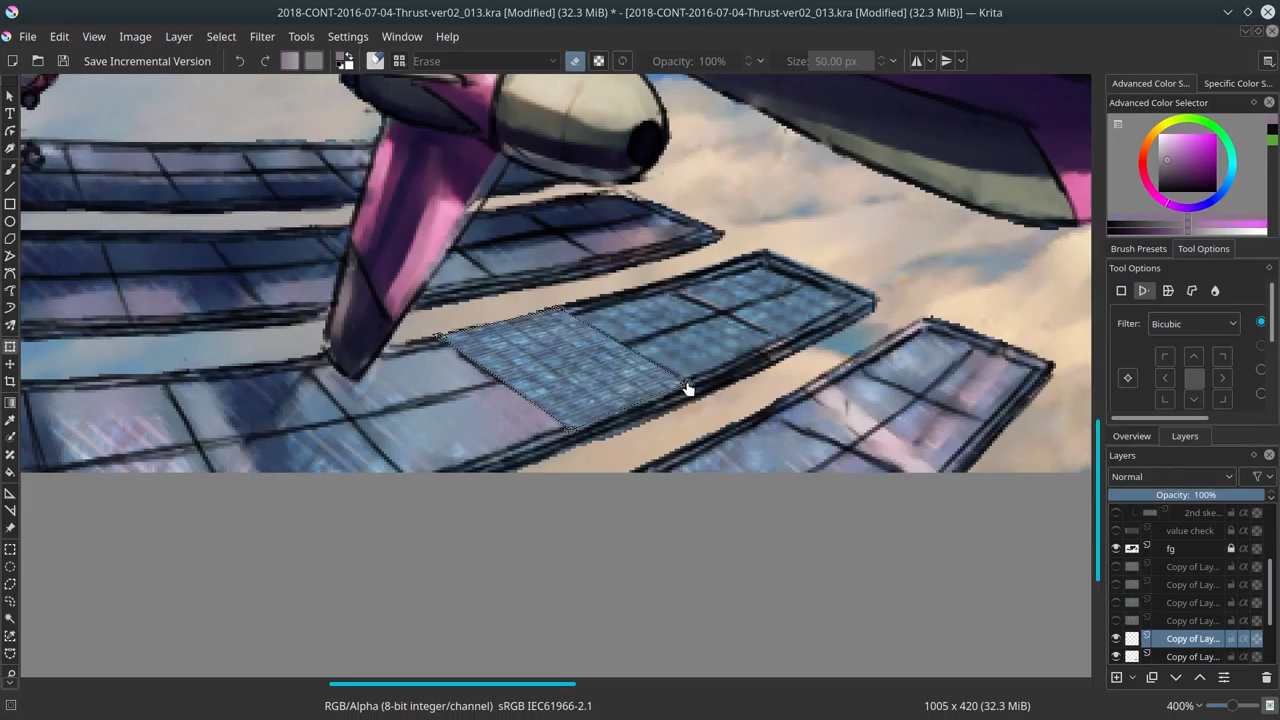 2018-CONT-2016-07-04-Thrust-ver02_013.kra [Modified] (32.3 MiB) * - [2018-CONT-2016-07-04-Thrust-ver02_013.kra [Modified] (32.3 MiB)] — Krita
File Edit View Image Layer Select Filter Tools Settings Window Help
Save Incremental Version Erase Opacity: 100% Size: 50.00 px
Advanced Color S... Specific Color S...
Advanced Color Selector
Brush Presets Tool Options
Tool Options
Filter: Bicubic
Overview Layers
Layers
Normal
Opacity: 100%
2nd ske...
value check
fg
Copy of Lay...
Copy of Lay...
Copy of Lay...
Copy of Lay...
Copy of Lay...
Copy of Lay...
RGB/Alpha (8-bit integer/channel) sRGB IEC61966-2.1 1005 x 420 (32.3 MiB) 400%